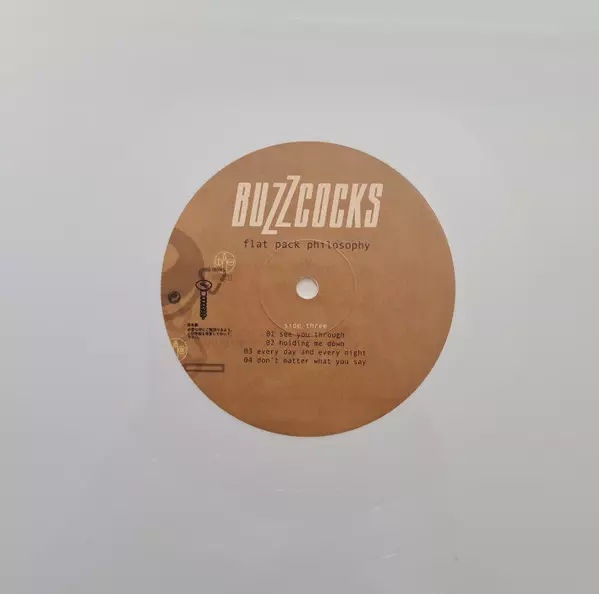 BUZZCOCKS
flat pack philosophy
side three
01 see you through
02 holding me down
03 every day and every night
04 don't matter what you say